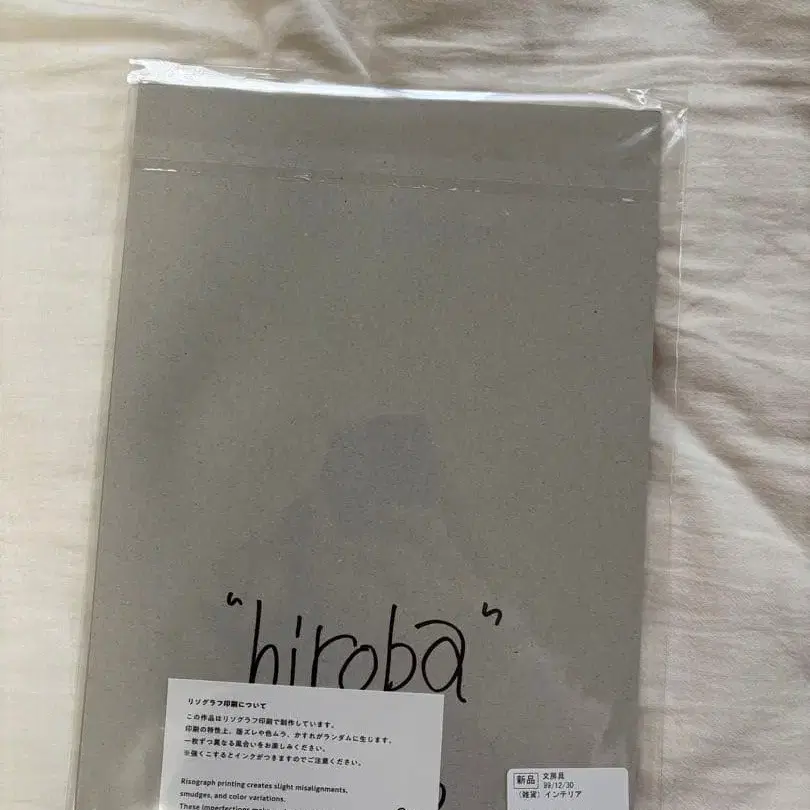 "hiroba"
リソグラフ印刷について
この作品はリソグラフ印刷で制作しています。
印刷の特性上、版ズレや色ムラ、かすれがランダムに生じます。
一枚ずつ異なる風合いをお楽しみください。
※強くこするとインクがつきますのでご注意ください。
Risograph printing creates slight misalignments,
smudges, and color variations.
These imperfections make
新品 文房具
99/12/30
(雑貨) インテリア